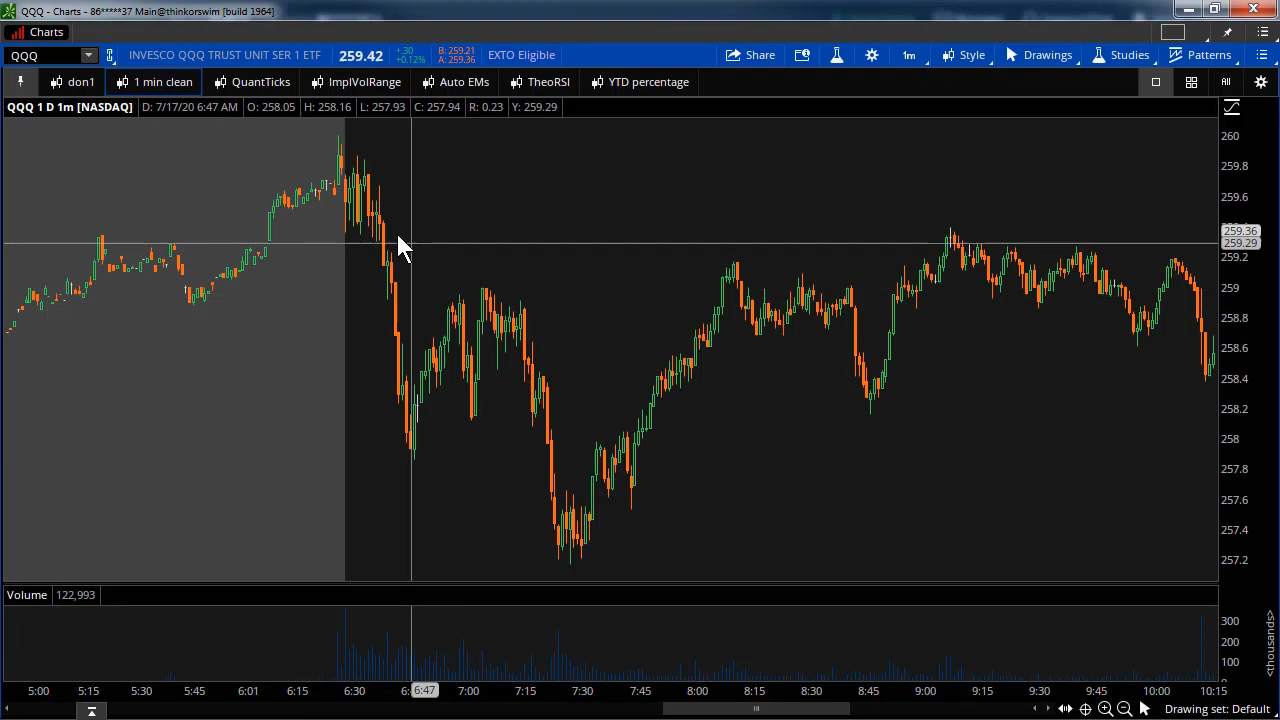 QQQ - Charts - 86*****37 Main@thinkorswim [build 1964]
Charts
QQQ INVESCO QQQ TRUST UNIT SER 1 ETF 259.42 +.30 +0.12% B: 259.21 A: 259.36 EXTO Eligible Share 1m Style Drawings Studies Patterns
don1 1 min clean QuantTicks ImplVolRange Auto EMs TheoRSI YTD percentage All
QQQ 1 D 1m [NASDAQ] D: 7/17/20 6:47 AM O: 258.05 H: 258.16 L: 257.93 C: 257.94 R: 0.23 Y: 259.29
260
259.8
259.6
259.36
259.29
259.2
259
258.8
258.6
258.4
258.2
258
257.8
257.6
257.4
257.2
Volume 122,993
300
200
100
<thousands>
5:00 5:15 5:30 5:45 6:01 6:15 6:30 6:47 7:00 7:15 7:30 7:45 8:00 8:15 8:30 8:45 9:00 9:15 9:30 9:45 10:00 10:15
Drawing set: Default